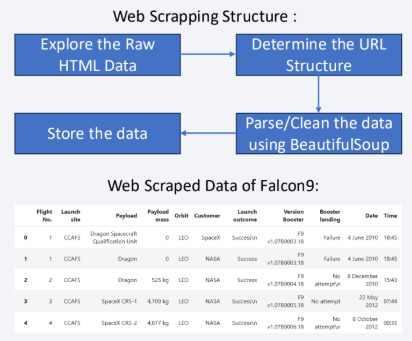 Web Scrapping Structure :
Explore the Raw
HTML Data
Determine the URL
Structure
Store the data
Parse/Clean the data
using BeautifulSoup
Web Scraped Data of Falcon9:
Flight No. Launch site Payload Payload mass Orbit Customer Launch outcome Version Booster Booster landing Date Time
0 1 CCAFS Dragon Spacecraft Qualification Unit 0 LEO SpaceX Success\n F9 v1.07B0003.18 Failure 4 June 2010 18:45
1 1 CCAFS Dragon 0 LEO NASA Success F9 v1.07B0003.18 Failure 4 June 2010 18:45
2 2 CCAFS Dragon 525 kg LEO NASA Success F9 v1.07B0004.18 No attempt\n 8 December 2010 15:43
3 3 CCAFS SpaceX CRS-1 4,700 kg LEO NASA Success\n F9 v1.07B0005.18 No attempt 22 May 2012 07:44
4 4 CCAFS SpaceX CRS-2 4,877 kg LEO NASA Success\n F9 v1.07B0006.18 No attempt\n 8 October 2012 00:35